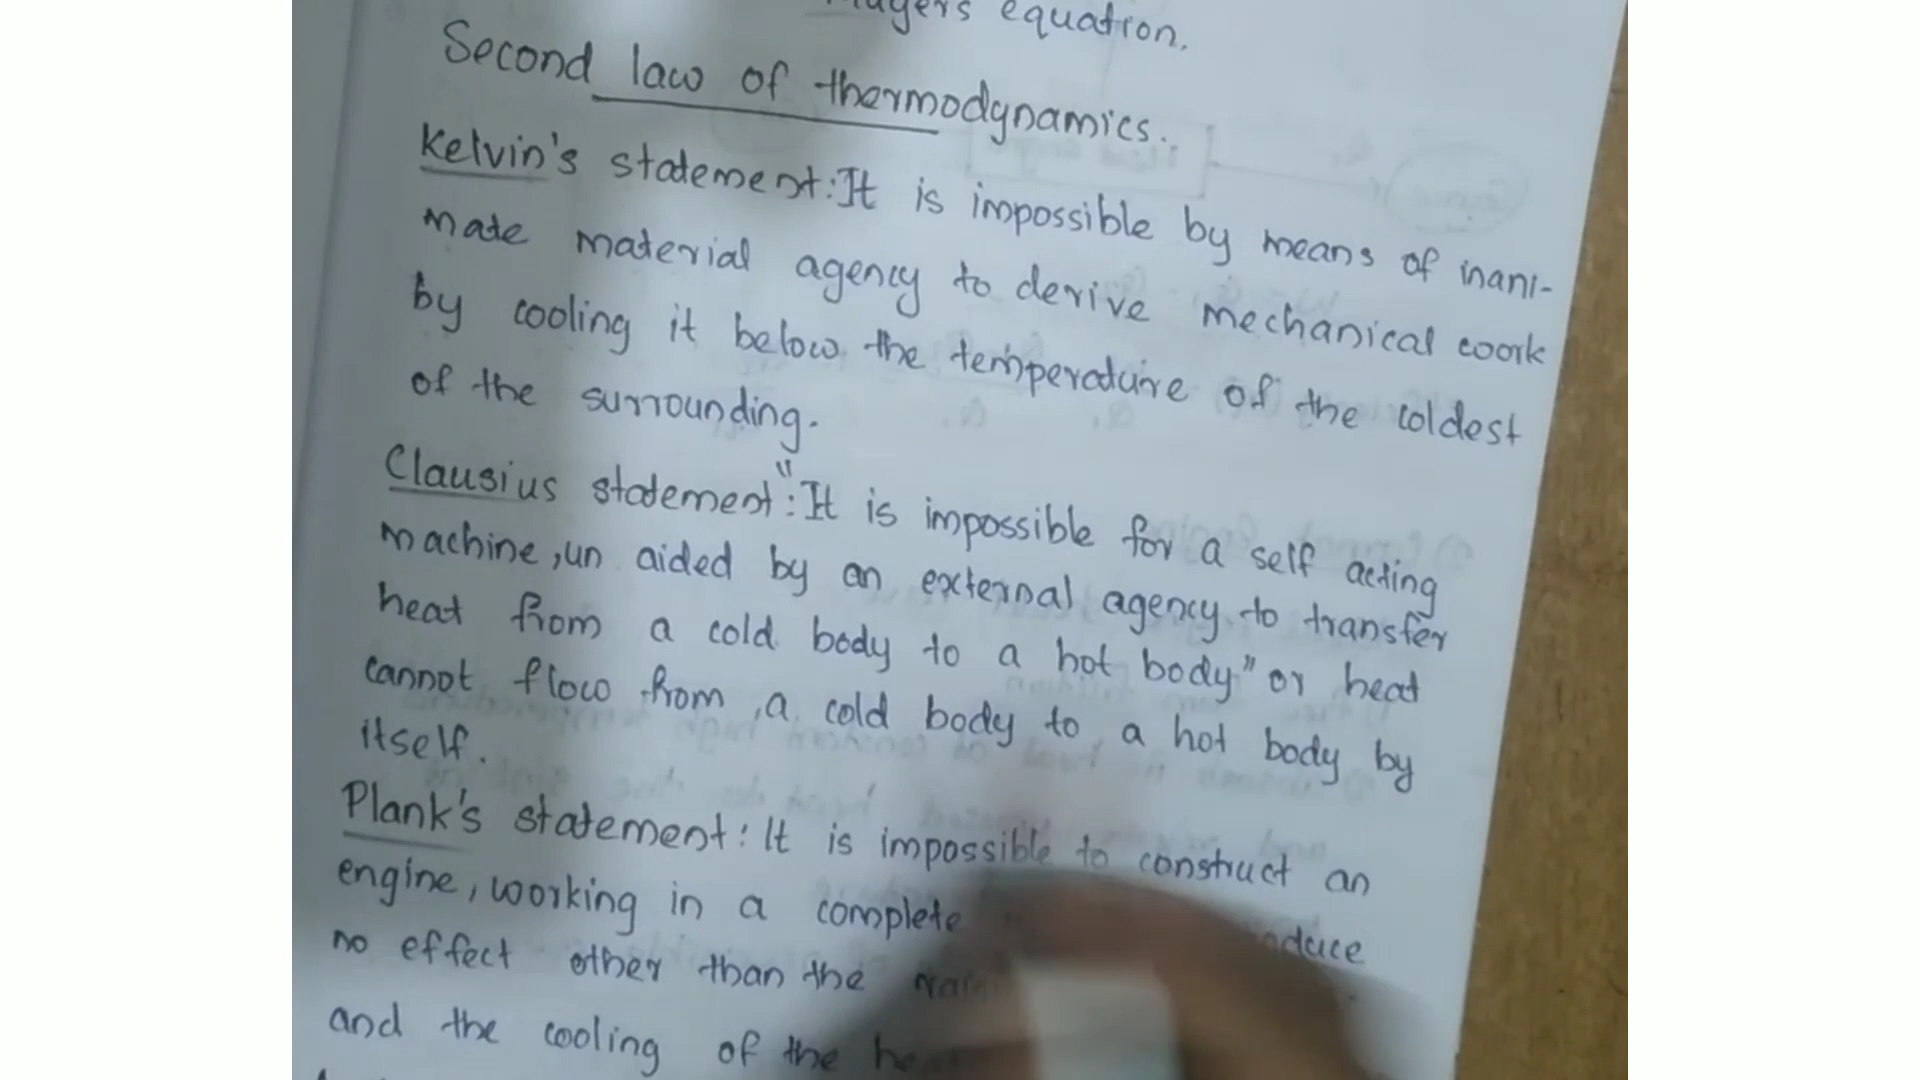 equation.
Second law of thermodynamics.
Kelvin's statement: It is impossible by means of inani-
mate material agency to derive mechanical work
by cooling it below the temperature of the coldest
of the surrounding.
Clausius statement: "It is impossible for a self acting
machine, un aided by an external agency to transfer
heat from a cold body to a hot body" or heat
cannot flow from a cold body to a hot body by
itself.
Plank's statement: It is impossible to construct an
engine, working in a complete
no effect other than the
and the cooling of the